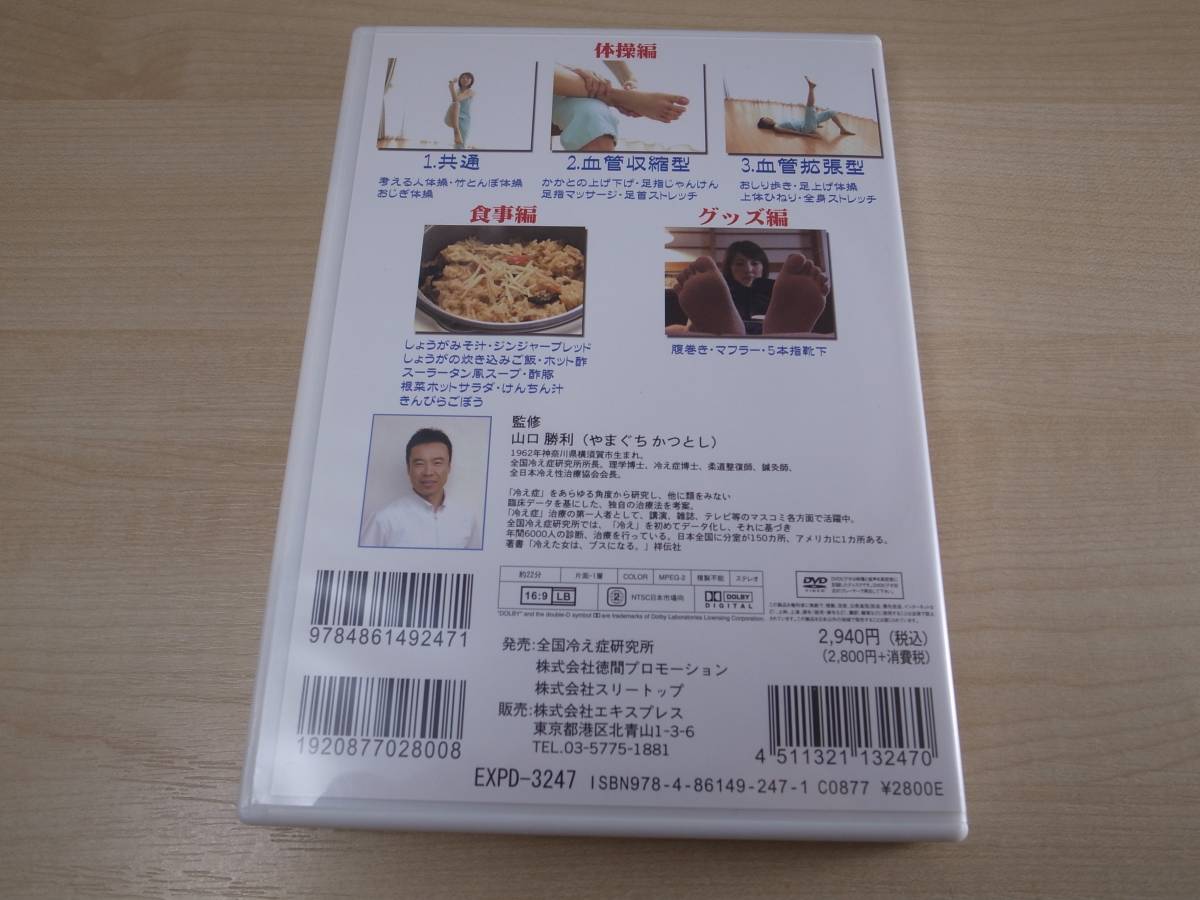 体操編
1.共通
考える人体操・竹とんぼ体操
おじぎ体操
2.血管収縮型
かかとの上げ下げ・足指じゃんけん
足指マッサージ・足首ストレッチ
3.血管拡張型
おしり歩き・足上げ体操
上体ひねり・全身ストレッチ
食事編
しょうがみそ汁・ジンジャーブレッド
しょうがの炊き込みご飯・ホット酢
スーラータン風スープ・酢豚
根菜ホットサラダ・けんちん汁
きんぴらごぼう
グッズ編
腹巻き・マフラー・5本指靴下
監修
山口 勝利（やまぐち かつとし）
1962年神奈川県横須賀市生まれ。
全国冷え症研究所所長。理学博士、冷え症博士、柔道整復師、鍼灸師、
全日本冷え性治療協会会長。
「冷え症」をあらゆる角度から研究し、他に類をみない
臨床データを基にした、独自の治療法を考案。
「冷え症」治療の第一人者として、講演、雑誌、テレビ等のマスコミ各方面で活躍中。
全国冷え症研究所では、「冷え」を初めてデータ化し、それに基づき
年間6000人の診断、治療を行っている。日本全国に分室が150カ所、アメリカに1カ所ある。
著書「冷えた女は、ブスになる。」祥伝社
約22分 片面・1層 COLOR MPEG-2 複製不能 ステレオ
16:9 LB 2 NTSC日本市場向 DOLBY DIGITAL
"DOLBY" and the double-D symbol are trademarks of Dolby Laboratories Licensing Corporation.
DVD VIDEO
2,940円（税込）
（2,800円+消費税）
9784861492471
1920877028008
発売:全国冷え症研究所
株式会社徳間プロモーション
株式会社スリートップ
販売:株式会社エキスプレス
東京都港区北青山1-3-6
TEL.03-5775-1881
4 511321 132470
EXPD-3247 ISBN978-4-86149-247-1 C0877 ¥2800E